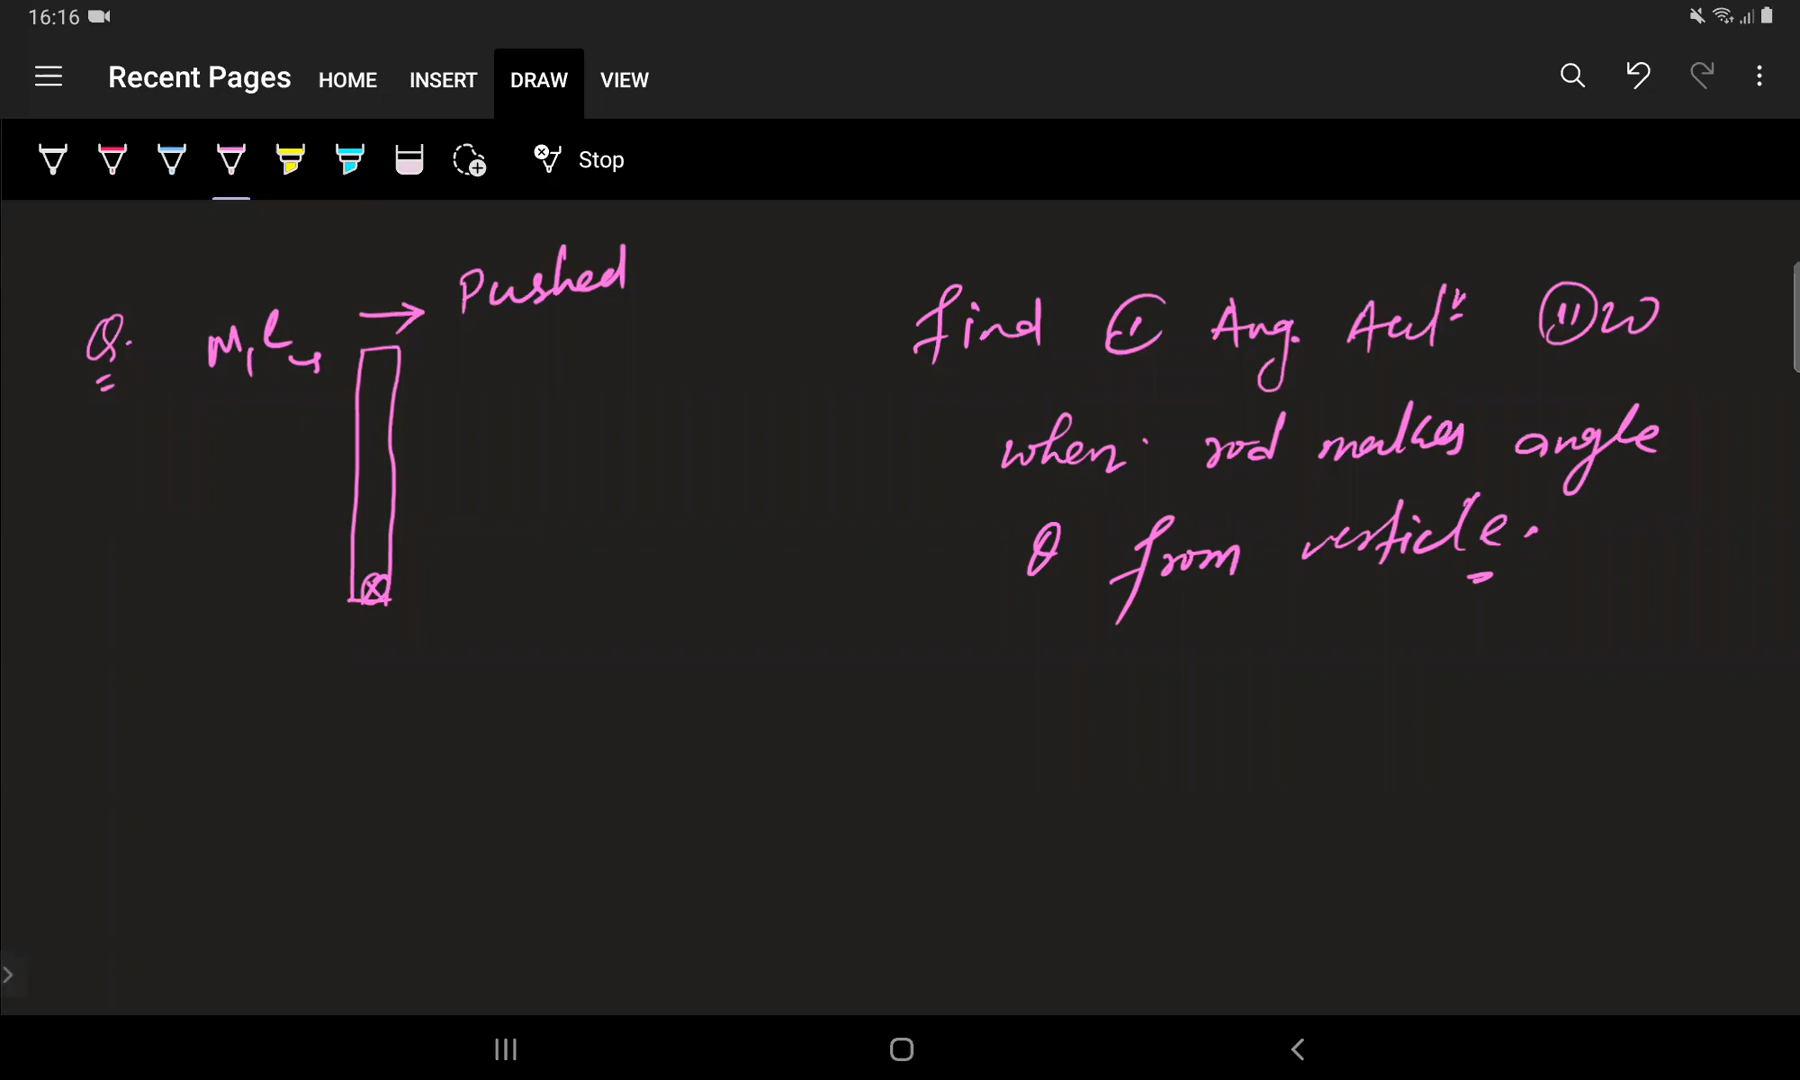 16:16
Recent Pages HOME INSERT DRAW VIEW
Stop
Q. M, l → Pushed
Find (i) Ang. Accl^n (ii) ω
when rod makes angle
θ from verticle.